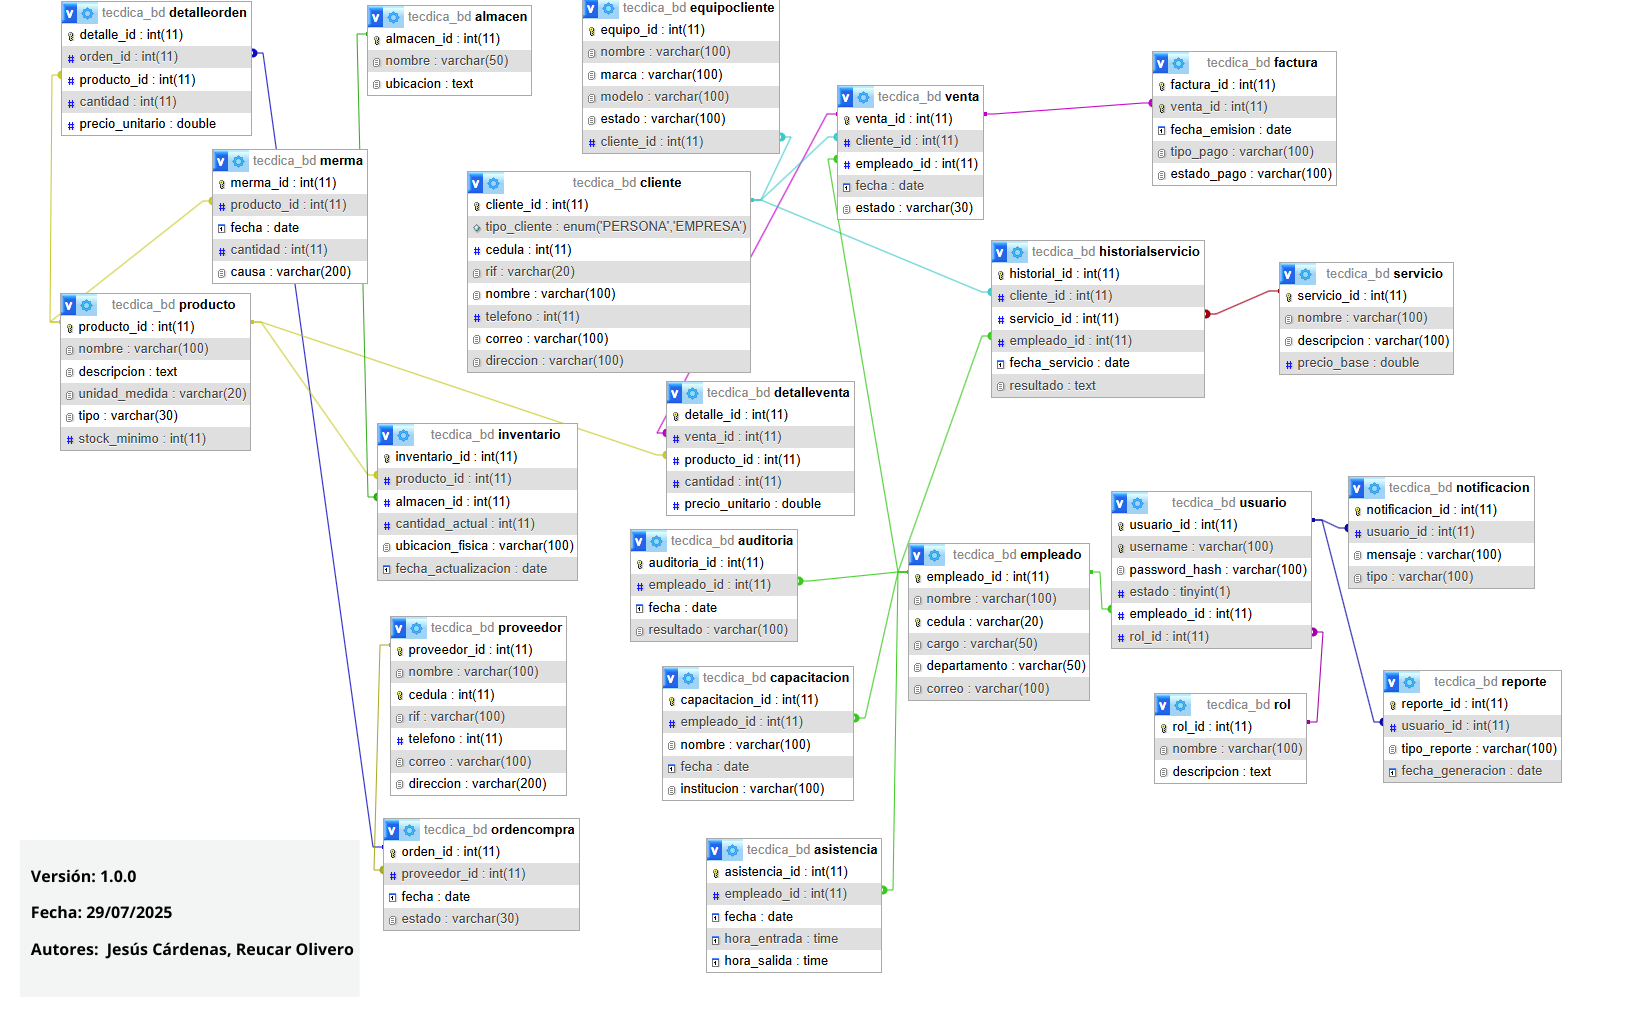 tecdica_bd detalleorden
detalle_id : int(11)
orden_id : int(11)
producto_id : int(11)
cantidad : int(11)
precio_unitario : double
tecdica_bd almacen
almacen_id : int(11)
nombre : varchar(50)
ubicacion : text
tecdica_bd equipocliente
equipo_id : int(11)
nombre : varchar(100)
marca : varchar(100)
modelo : varchar(100)
estado : varchar(100)
cliente_id : int(11)
tecdica_bd venta
venta_id : int(11)
cliente_id : int(11)
empleado_id : int(11)
fecha : date
estado : varchar(30)
tecdica_bd factura
factura_id : int(11)
venta_id : int(11)
fecha_emision : date
tipo_pago : varchar(100)
estado_pago : varchar(100)
tecdica_bd merma
merma_id : int(11)
producto_id : int(11)
fecha : date
cantidad : int(11)
causa : varchar(200)
tecdica_bd cliente
cliente_id : int(11)
tipo_cliente : enum('PERSONA','EMPRESA')
cedula : int(11)
rif : varchar(20)
nombre : varchar(100)
telefono : int(11)
correo : varchar(100)
direccion : varchar(100)
tecdica_bd historialservicio
historial_id : int(11)
cliente_id : int(11)
servicio_id : int(11)
empleado_id : int(11)
fecha_servicio : date
resultado : text
tecdica_bd servicio
servicio_id : int(11)
nombre : varchar(100)
descripcion : varchar(100)
precio_base : double
tecdica_bd producto
producto_id : int(11)
nombre : varchar(100)
descripcion : text
unidad_medida : varchar(20)
tipo : varchar(30)
stock_minimo : int(11)
tecdica_bd detalleventa
detalle_id : int(11)
venta_id : int(11)
producto_id : int(11)
cantidad : int(11)
precio_unitario : double
tecdica_bd inventario
inventario_id : int(11)
producto_id : int(11)
almacen_id : int(11)
cantidad_actual : int(11)
ubicacion_fisica : varchar(100)
fecha_actualizacion : date
tecdica_bd auditoria
auditoria_id : int(11)
empleado_id : int(11)
fecha : date
resultado : varchar(100)
tecdica_bd empleado
empleado_id : int(11)
nombre : varchar(100)
cedula : varchar(20)
cargo : varchar(50)
departamento : varchar(50)
correo : varchar(100)
tecdica_bd usuario
usuario_id : int(11)
username : varchar(100)
password_hash : varchar(100)
estado : tinyint(1)
empleado_id : int(11)
rol_id : int(11)
tecdica_bd notificacion
notificacion_id : int(11)
usuario_id : int(11)
mensaje : varchar(100)
tipo : varchar(100)
tecdica_bd proveedor
proveedor_id : int(11)
nombre : varchar(100)
cedula : int(11)
rif : varchar(100)
telefono : int(11)
correo : varchar(100)
direccion : varchar(200)
tecdica_bd capacitacion
capacitacion_id : int(11)
empleado_id : int(11)
nombre : varchar(100)
fecha : date
institucion : varchar(100)
tecdica_bd rol
rol_id : int(11)
nombre : varchar(100)
descripcion : text
tecdica_bd reporte
reporte_id : int(11)
usuario_id : int(11)
tipo_reporte : varchar(100)
fecha_generacion : date
tecdica_bd ordencompra
orden_id : int(11)
proveedor_id : int(11)
fecha : date
estado : varchar(30)
tecdica_bd asistencia
asistencia_id : int(11)
empleado_id : int(11)
fecha : date
hora_entrada : time
hora_salida : time
Versión: 1.0.0
Fecha: 29/07/2025
Autores: Jesús Cárdenas, Reucar Olivero